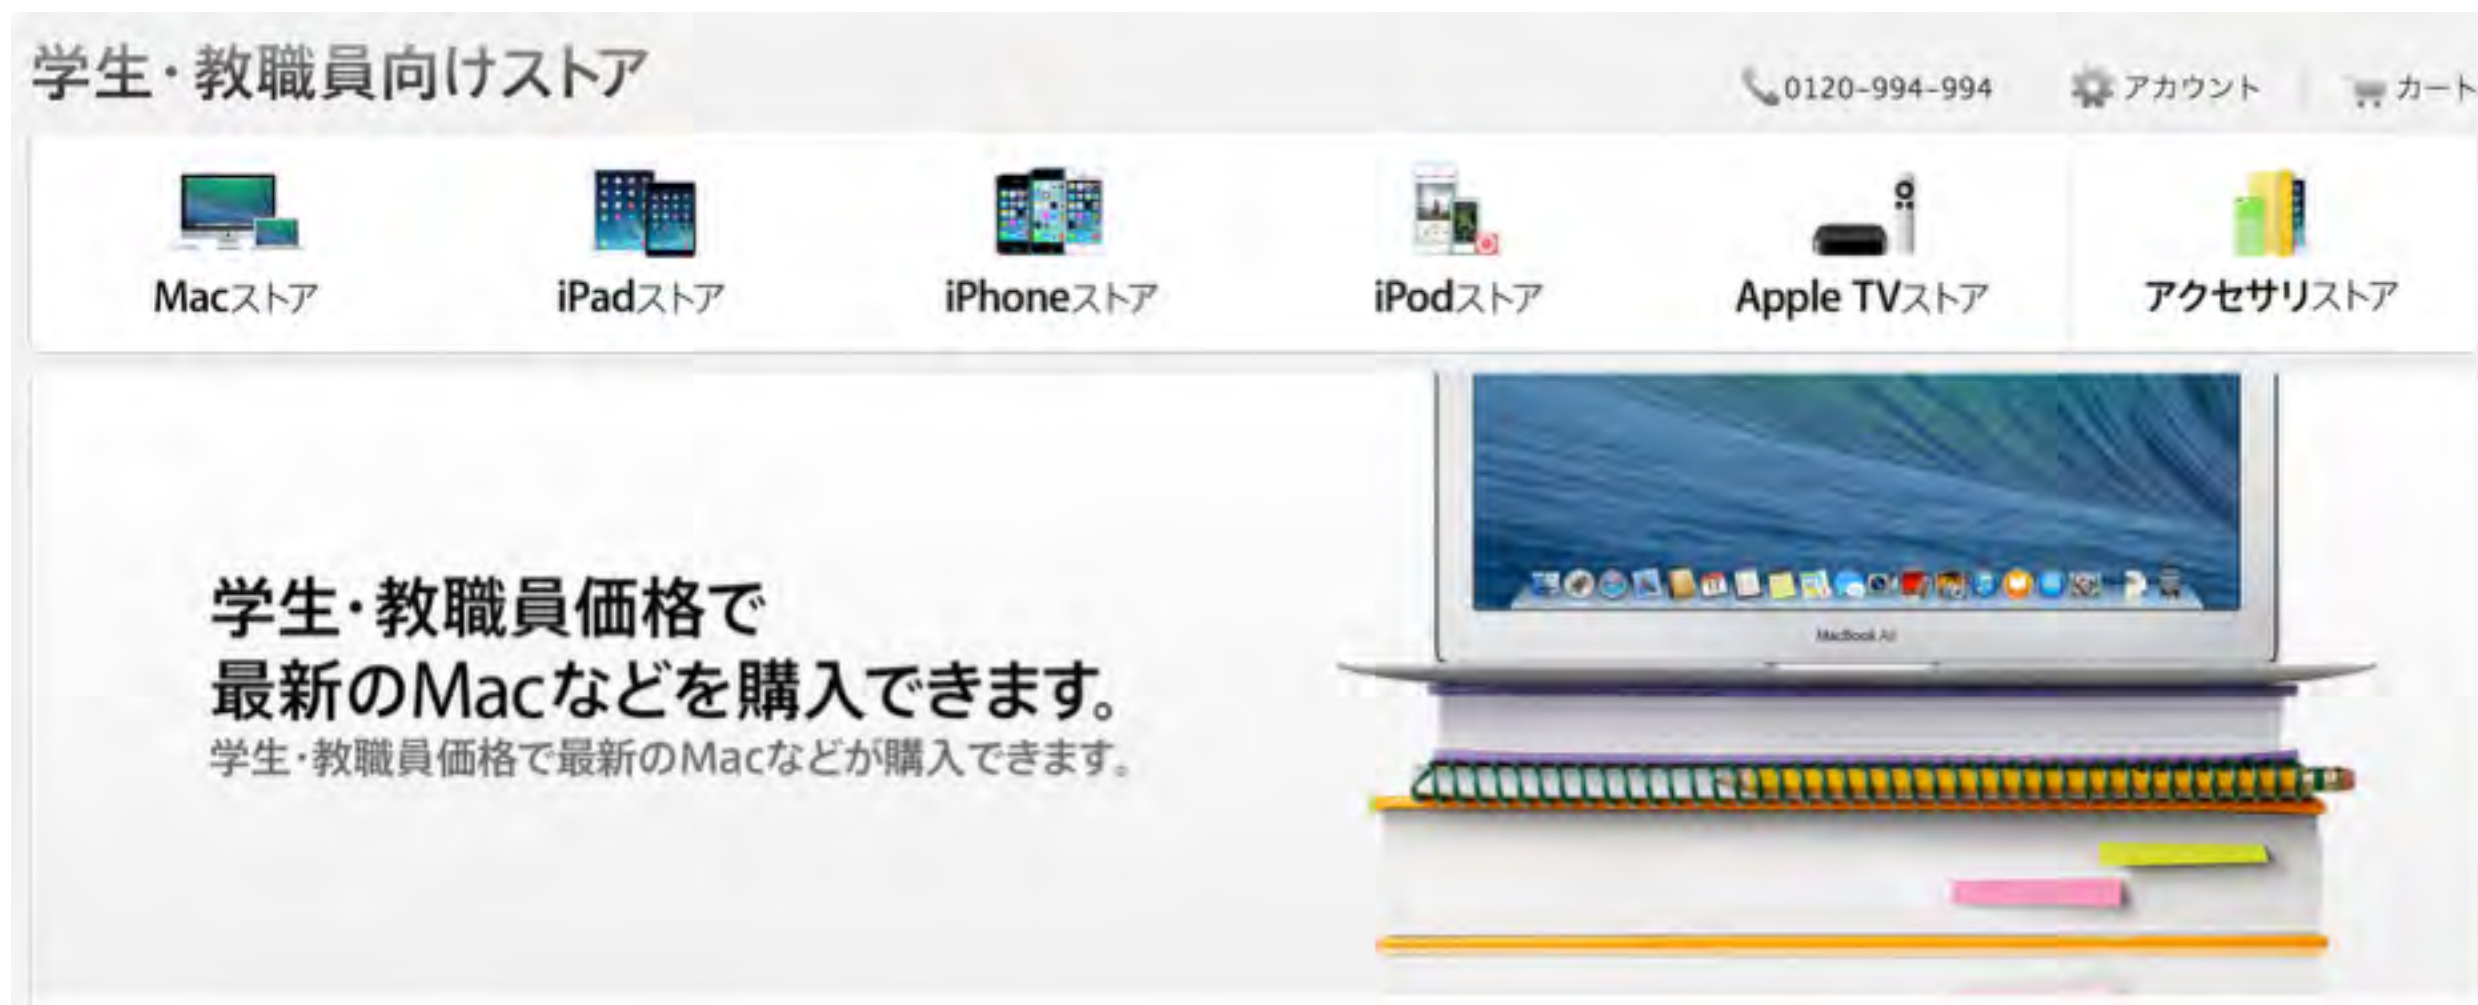 学生・教職員向けストア
0120-994-994
アカウント
カート
Macストア
iPadストア
iPhoneストア
iPodストア
Apple TVストア
アクセサリストア
学生・教職員価格で
最新のMacなどを購入できます。
学生・教職員価格で最新のMacなどが購入できます。
MacBook Air